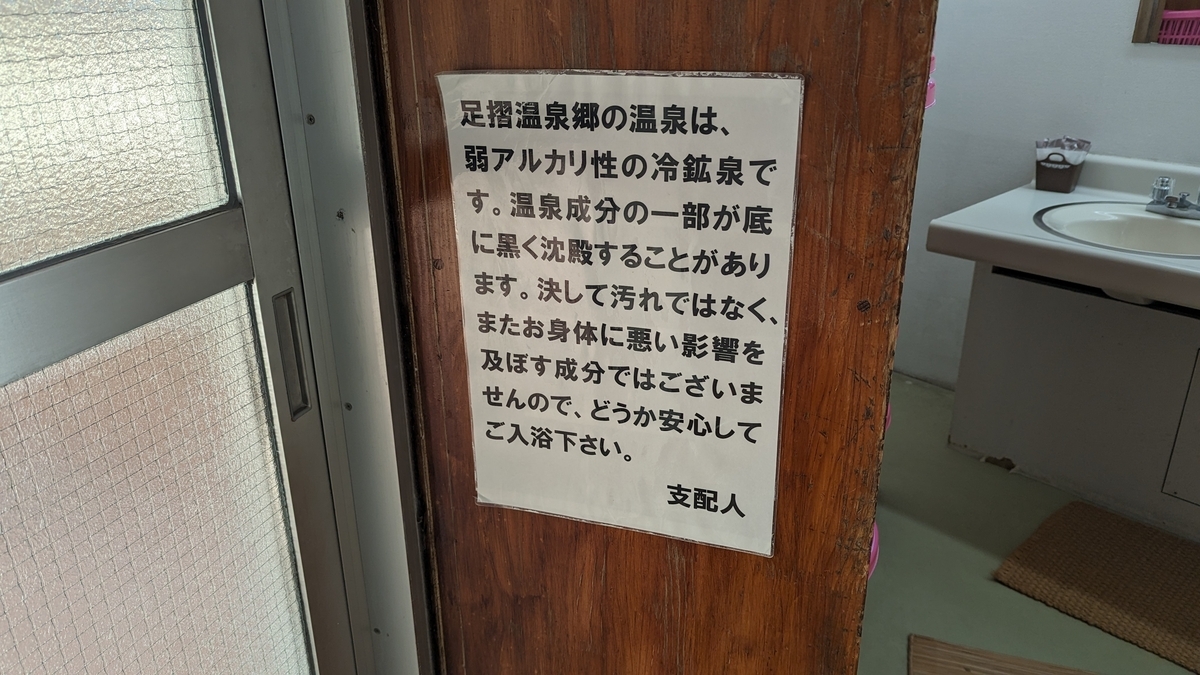 足摺温泉郷の温泉は、
弱アルカリ性の冷鉱泉で
す。温泉成分の一部が底
に黒く沈殿することがあり
ます。決して汚れではなく、
またお身体に悪い影響を
及ぼす成分ではございま
せんので、どうか安心して
ご入浴下さい。
支配人